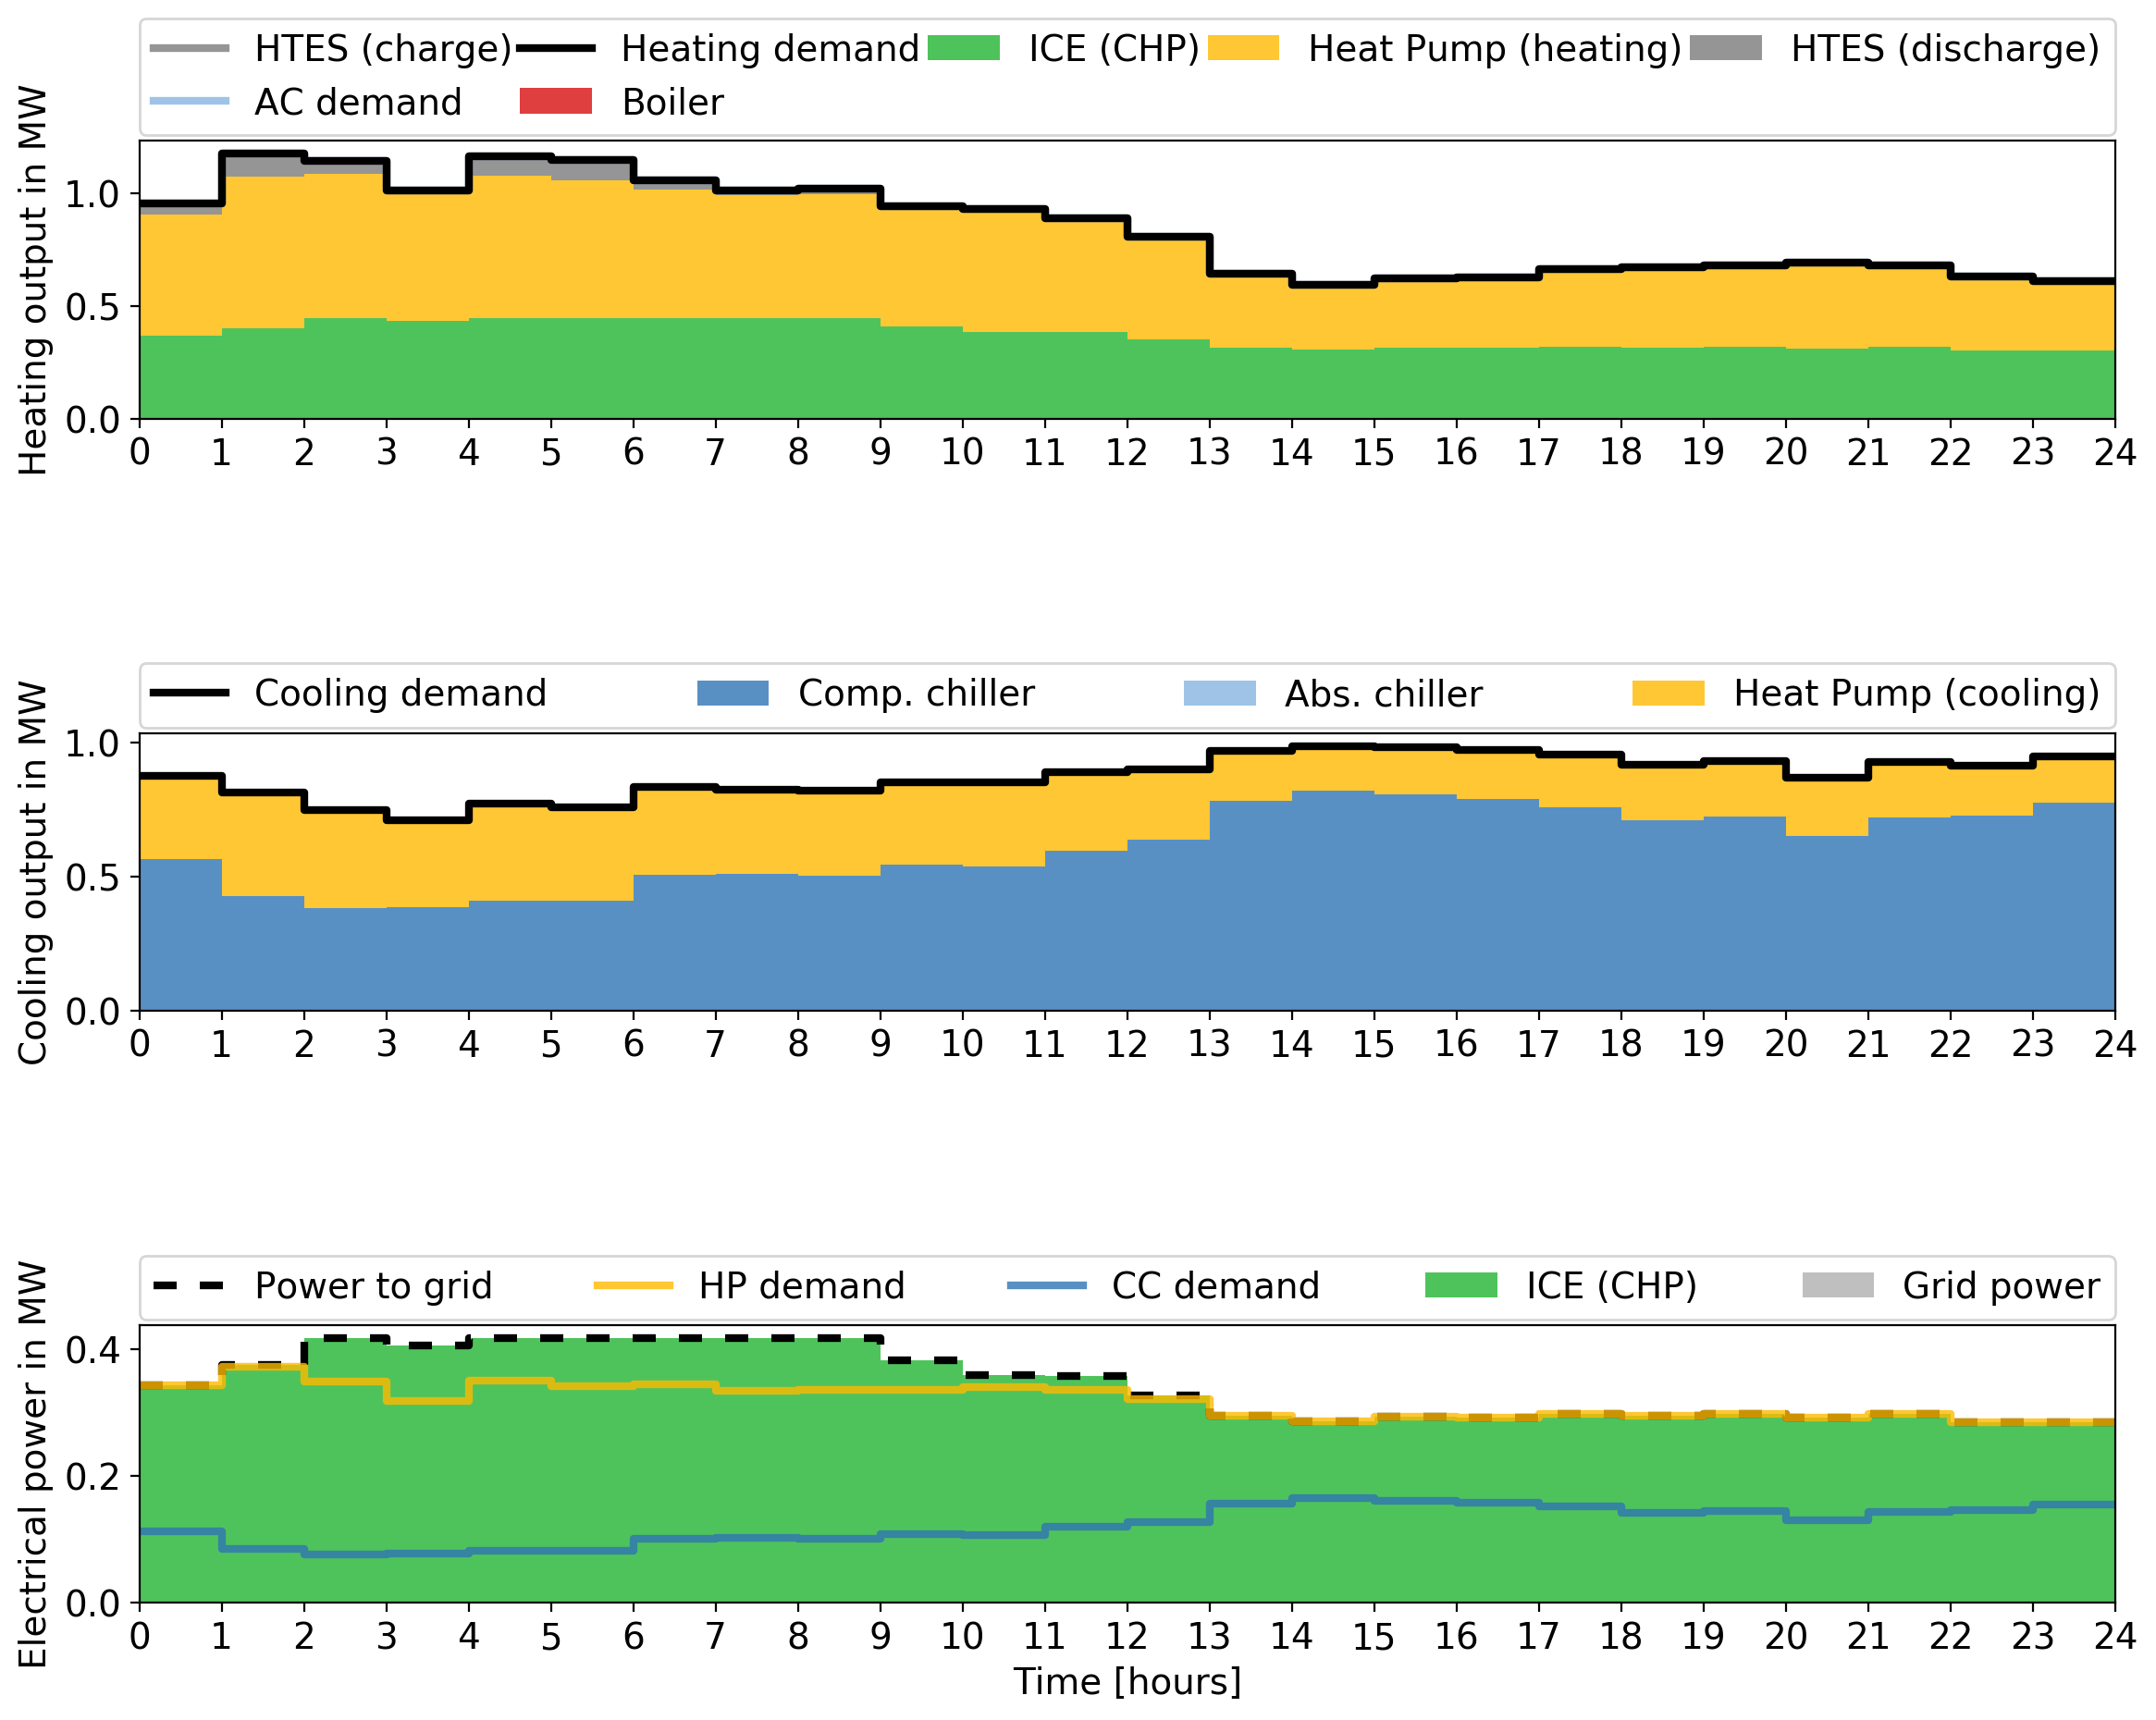 HTES (charge) Heating demand ICE (CHP) Heat Pump (heating) HTES (discharge)
AC demand Boiler
Heating output in MW
1.0
0.5
0.0
0 1 2 3 4 5 6 7 8 9 10 11 12 13 14 15 16 17 18 19 20 21 22 23 24
Cooling demand Comp. chiller Abs. chiller Heat Pump (cooling)
Cooling output in MW
1.0
0.5
0.0
0 1 2 3 4 5 6 7 8 9 10 11 12 13 14 15 16 17 18 19 20 21 22 23 24
Power to grid HP demand CC demand ICE (CHP) Grid power
Electrical power in MW
0.4
0.2
0.0
0 1 2 3 4 5 6 7 8 9 10 11 12 13 14 15 16 17 18 19 20 21 22 23 24
Time [hours]